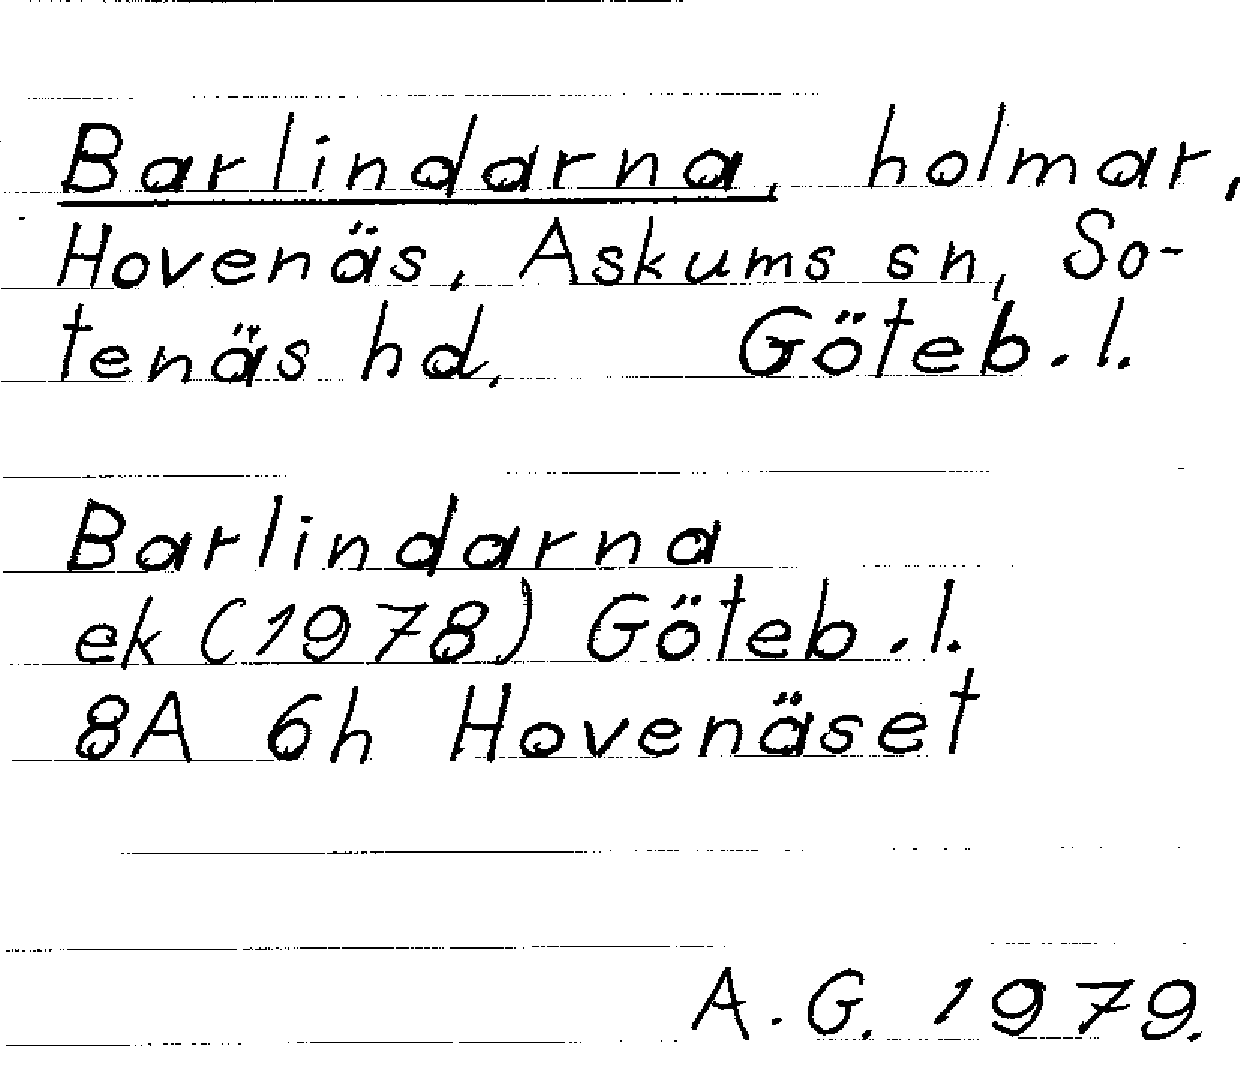 Barlindarna, holmar,
Hovenäs, Askums sn, So-
tenäs hd, Göteb.l.
Barlindarna
ek (1978) Göteb.l.
8A 6h Hovenäset
A.G. 1979.